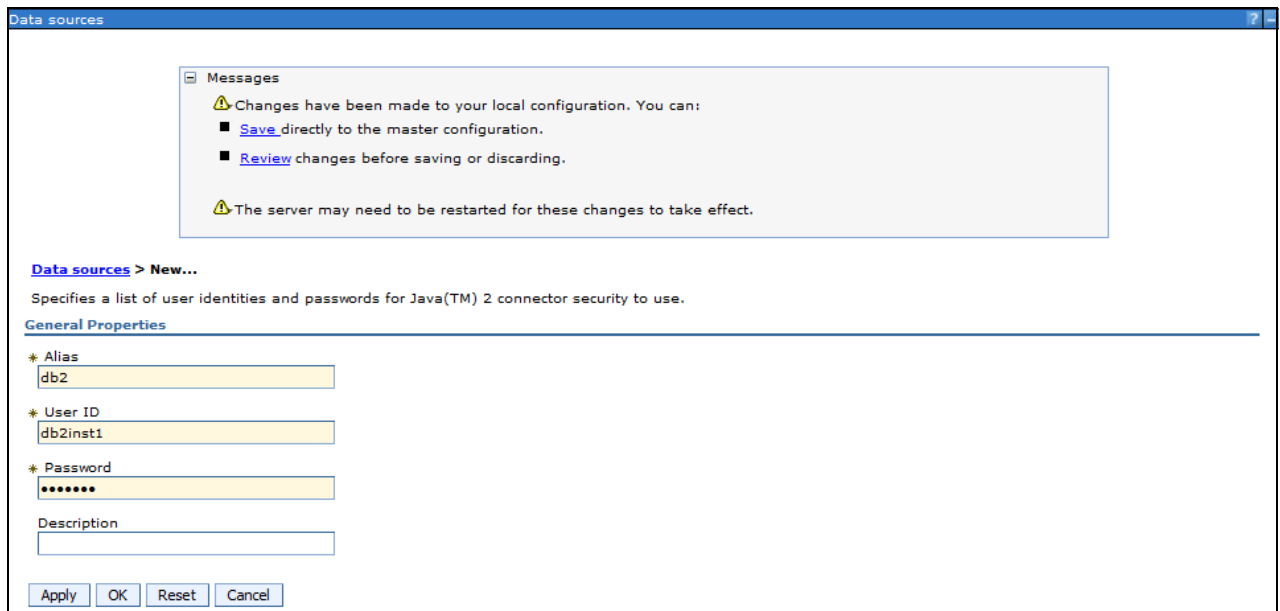 Data sources
?
Messages
Changes have been made to your local configuration. You can:
Save directly to the master configuration.
Review changes before saving or discarding.
The server may need to be restarted for these changes to take effect.
Data sources > New...
Specifies a list of user identities and passwords for Java(TM) 2 connector security to use.
General Properties
* Alias
db2
* User ID
db2inst1
* Password
•••••••
Description
Apply OK Reset Cancel